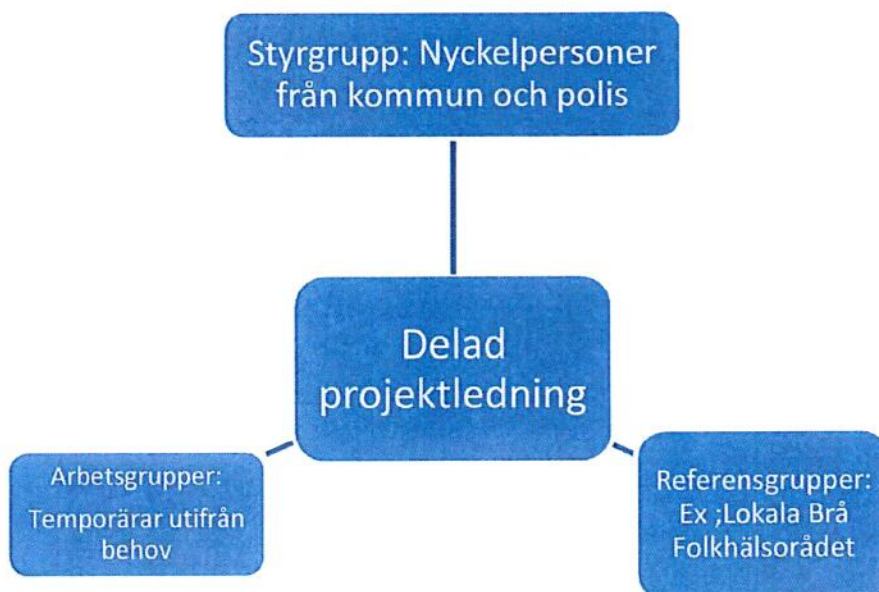 Styrgrupp: Nyckelpersoner
från kommun och polis
Delad
projektledning
Arbetsgrupper:
Temporärar utifrån
behov
Referensgrupper:
Ex ;Lokala Brå
Folkhälsorådet